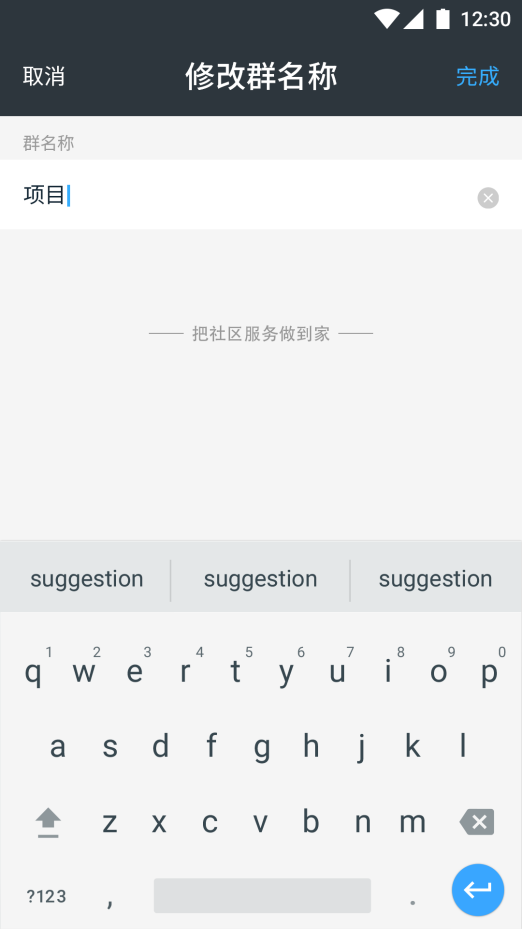 12:30
取消 修改群名称 完成
群名称
项目
把社区服务做到家
suggestion suggestion suggestion
1 2 3 4 5 6 7 8 9 0
q w e r t y u i o p
a s d f g h j k l
z x c v b n m
?123 , .